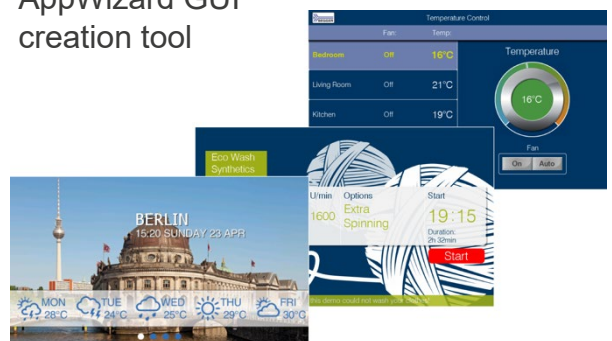 AppWizard GUI
creation tool
Temperature Control
Fan: Temp:
Bedroom Off 16°C
Living Room Off 21°C
Kitchen Off 19°C
Temperature
16°C
Fan
On Auto
Eco Wash
Synthetics
U/min Options Start
1600 Extra Spinning 19:15
Duration:
2h 32min
Start
this demo could not wash your clothes!
BERLIN
15:20 SUNDAY 23 APR
MON TUE WED THU FRI
28°C 24°C 25°C 29°C 30°C